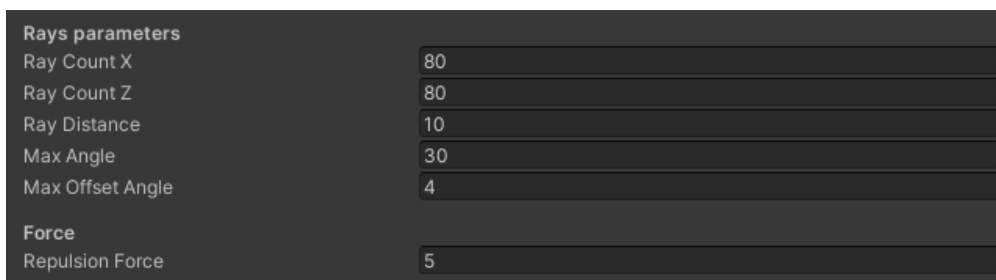 Rays parameters
Ray Count X 80
Ray Count Z 80
Ray Distance 10
Max Angle 30
Max Offset Angle 4
Force
Repulsion Force 5